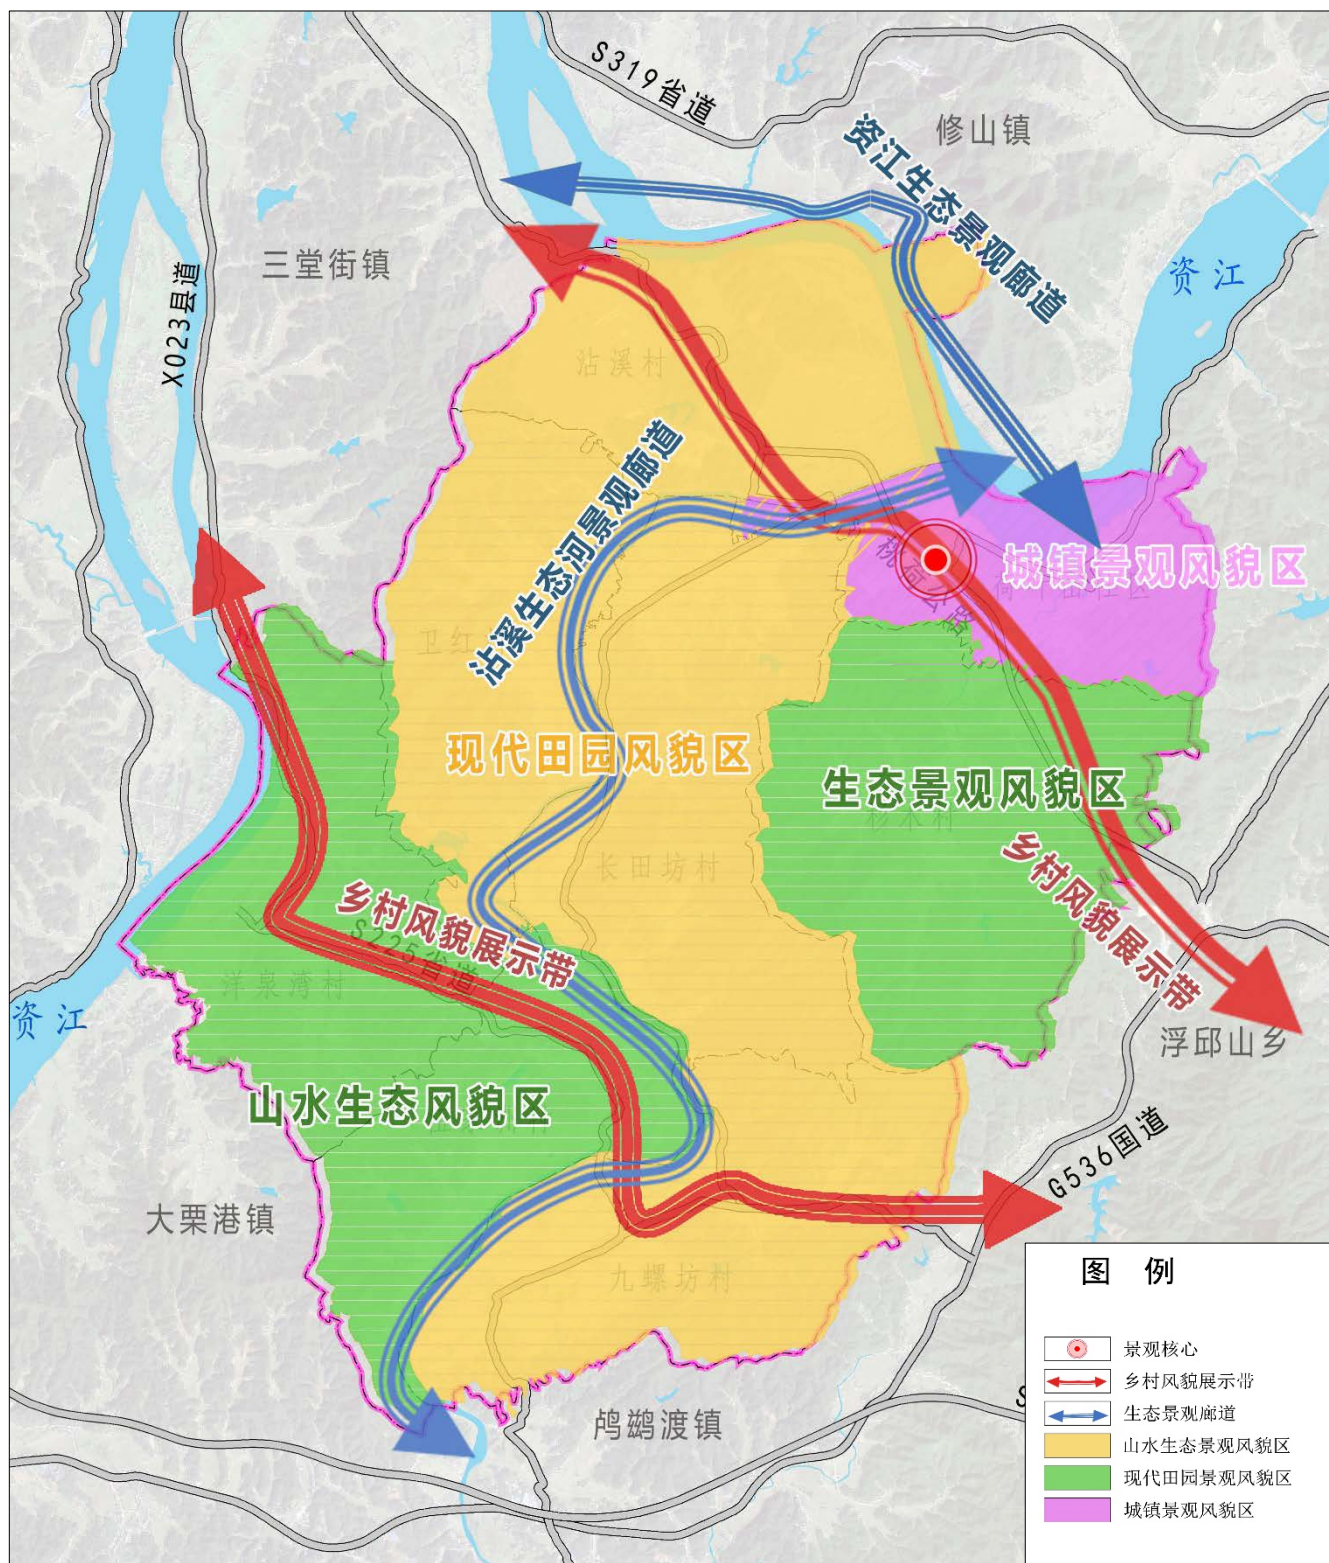 S319省道
修山镇
资江生态景观廊道
三堂街镇
X023县道
资江
沾溪村
沾溪生态河景观廊道
桃花公路
城镇景观风貌区
卫红
现代田园风貌区
生态景观风貌区
杉木村
长田坊村
乡村风貌展示带
乡村风貌展示带
S225省道
洋泉湾村
资江
浮邱山乡
山水生态风貌区
G536国道
大栗港镇
九螺坊村
鸬鹚渡镇
S
图例
景观核心
乡村风貌展示带
生态景观廊道
山水生态景观风貌区
现代田园景观风貌区
城镇景观风貌区